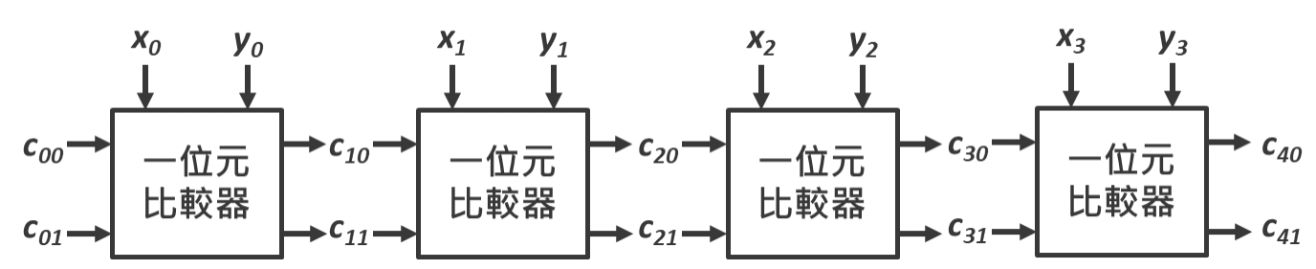 x0 y0 x1 y1 x2 y2 x3 y3
c00 一位元 c10 一位元 c20 一位元 c30 一位元 c40
比較器 比較器 比較器 比較器
c01 c11 c21 c31 c41